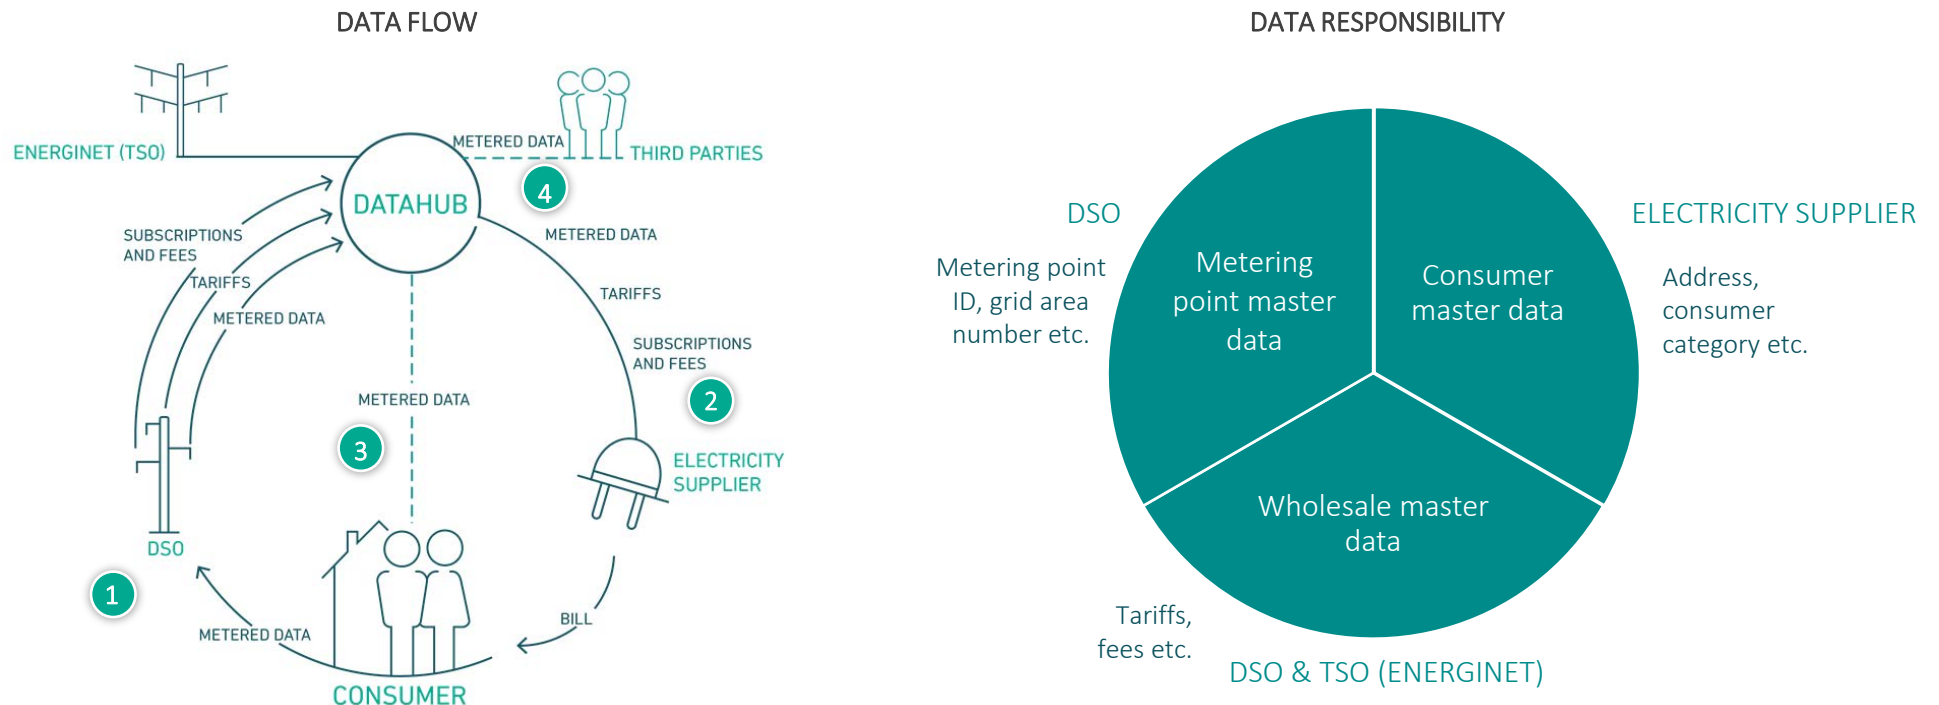 DATA FLOW
METERED DATA
ENERGINET (TSO)
THIRD PARTIES
4
DATAHUB
SUBSCRIPTIONS
AND FEES
METERED DATA
TARIFFS
TARIFFS
METERED DATA
SUBSCRIPTIONS
AND FEES
2
METERED DATA
3
ELECTRICITY
SUPPLIER
DSO
1
BILL
METERED DATA
CONSUMER
DATA RESPONSIBILITY
DSO
Metering point
ID, grid area
number etc.
Metering
point master
data
Consumer
master data
ELECTRICITY SUPPLIER
Address,
consumer
category etc.
Wholesale master
data
Tariffs,
fees etc.
DSO & TSO (ENERGINET)